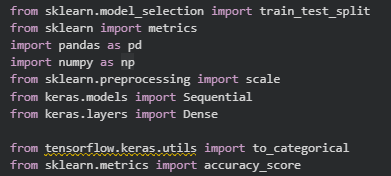 from sklearn.model_selection import train_test_split
from sklearn import metrics
import pandas as pd
import numpy as np
from sklearn.preprocessing import scale
from keras.models import Sequential
from keras.layers import Dense
from tensorflow.keras.utils import to_categorical
from sklearn.metrics import accuracy_score